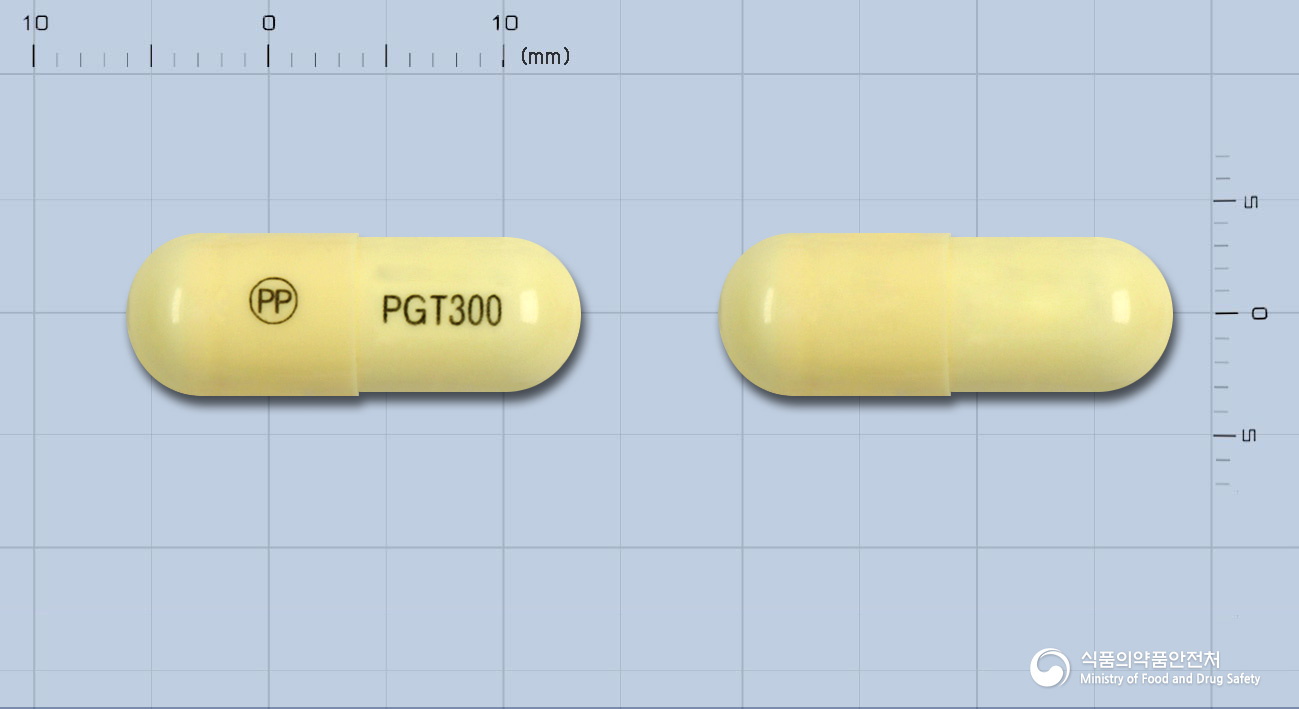 10 0 10
(mm)
PP
PGT300
5
0
5
식품의약품안전처
Ministry of Food and Drug Safety